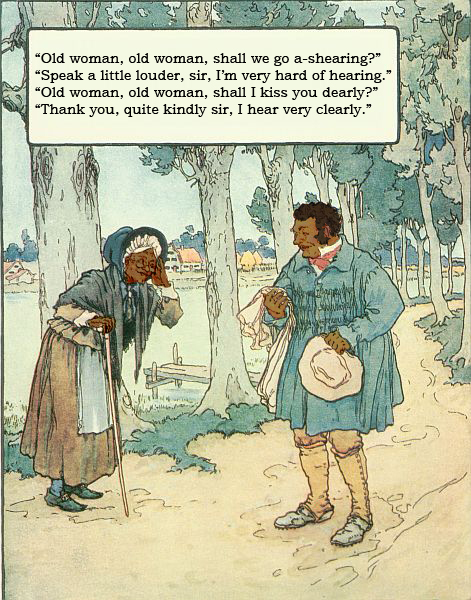 “Old woman, old woman, shall we go a-shearing?”
“Speak a little louder, sir, I’m very hard of hearing.”
“Old woman, old woman, shall I kiss you dearly?”
“Thank you, quite kindly sir, I hear very clearly.”